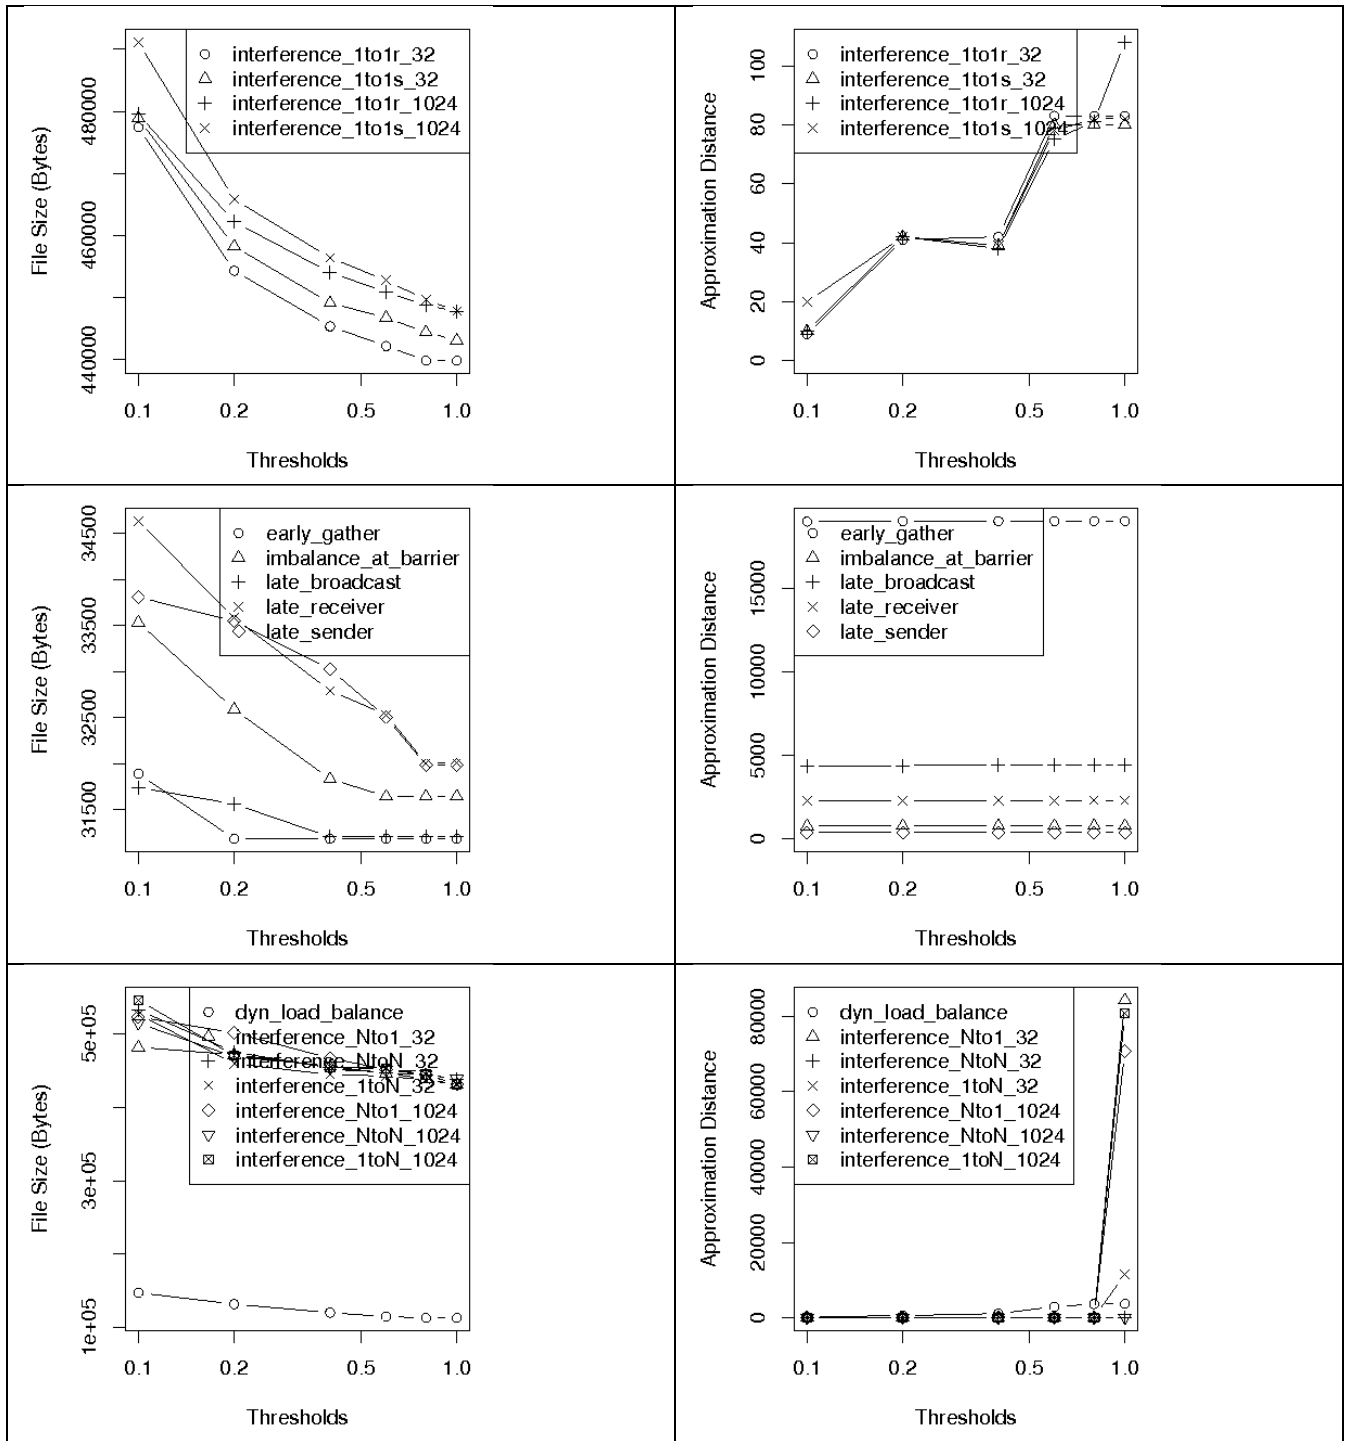 File Size (Bytes)
480000
460000
440000
interference_1to1r_32
interference_1to1s_32
interference_1to1r_1024
interference_1to1s_1024
0.1 0.2 0.5 1.0
Thresholds
Approximation Distance
100
80
60
40
20
0
interference_1to1r_32
interference_1to1s_32
interference_1to1r_1024
interference_1to1s_1024
0.1 0.2 0.5 1.0
Thresholds
File Size (Bytes)
34500
33500
32500
31500
early_gather
imbalance_at_barrier
late_broadcast
late_receiver
late_sender
0.1 0.2 0.5 1.0
Thresholds
Approximation Distance
15000
10000
5000
0
early_gather
imbalance_at_barrier
late_broadcast
late_receiver
late_sender
0.1 0.2 0.5 1.0
Thresholds
File Size (Bytes)
5e+05
3e+05
1e+05
dyn_load_balance
interference_Nto1_32
interference_NtoN_32
interference_1toN_32
interference_Nto1_1024
interference_NtoN_1024
interference_1toN_1024
0.1 0.2 0.5 1.0
Thresholds
Approximation Distance
80000
60000
40000
20000
0
dyn_load_balance
interference_Nto1_32
interference_NtoN_32
interference_1toN_32
interference_Nto1_1024
interference_NtoN_1024
interference_1toN_1024
0.1 0.2 0.5 1.0
Thresholds